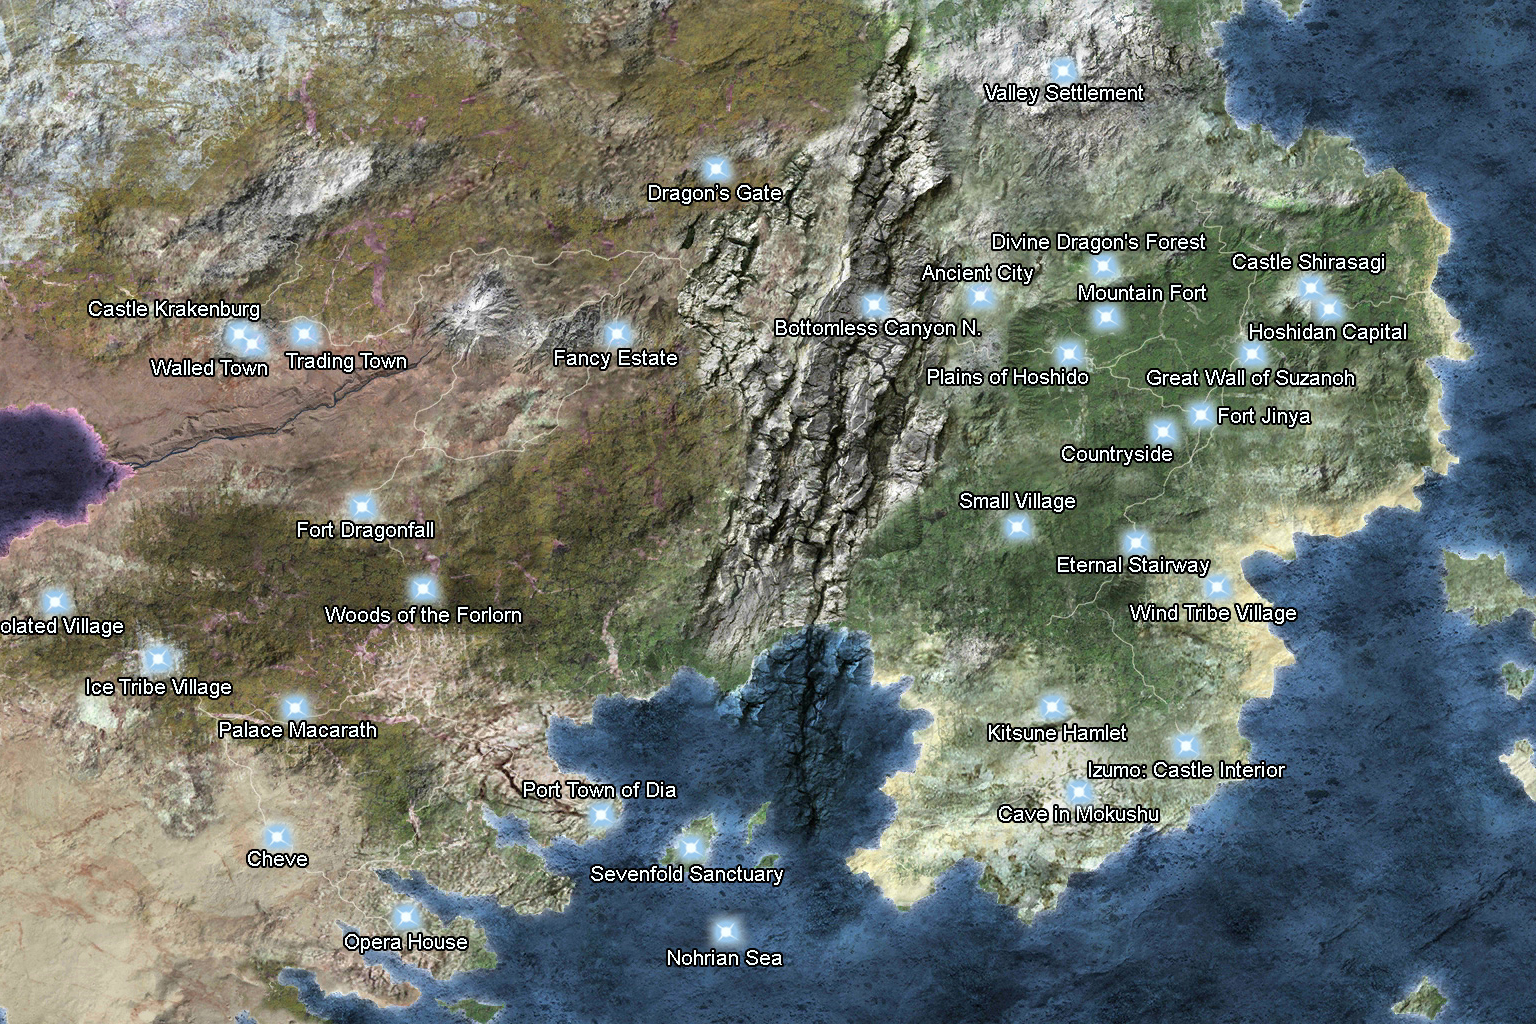 Valley Settlement
Dragon's Gate
Divine Dragon's Forest
Castle Shirasagi
Ancient City
Mountain Fort
Castle Krakenburg
Bottomless Canyon N.
Hoshidan Capital
Walled Town
Trading Town
Fancy Estate
Plains of Hoshido
Great Wall of Suzanoh
Fort Jinya
Countryside
Small Village
Fort Dragonfall
Eternal Stairway
Woods of the Forlorn
Wind Tribe Village
olated Village
Ice Tribe Village
Palace Macarath
Kitsune Hamlet
Izumo: Castle Interior
Port Town of Dia
Cave in Mokushu
Cheve
Sevenfold Sanctuary
Opera House
Nohrian Sea